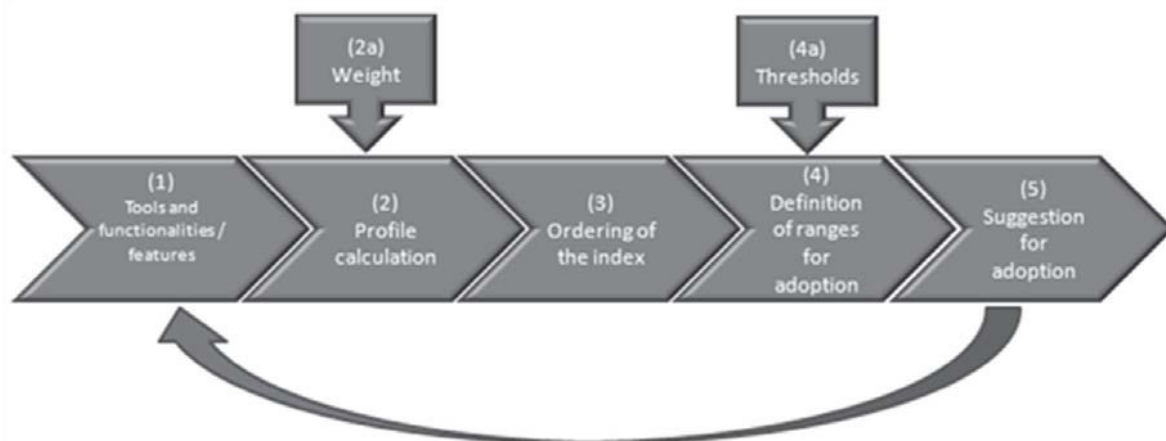 (2a)
Weight
(4a)
Thresholds
(1)
Tools and
functionalities/
features
(2)
Profile
calculation
(3)
Ordering of
the index
(4)
Definition
of ranges
for
adoption
(5)
Suggestion
for
adoption